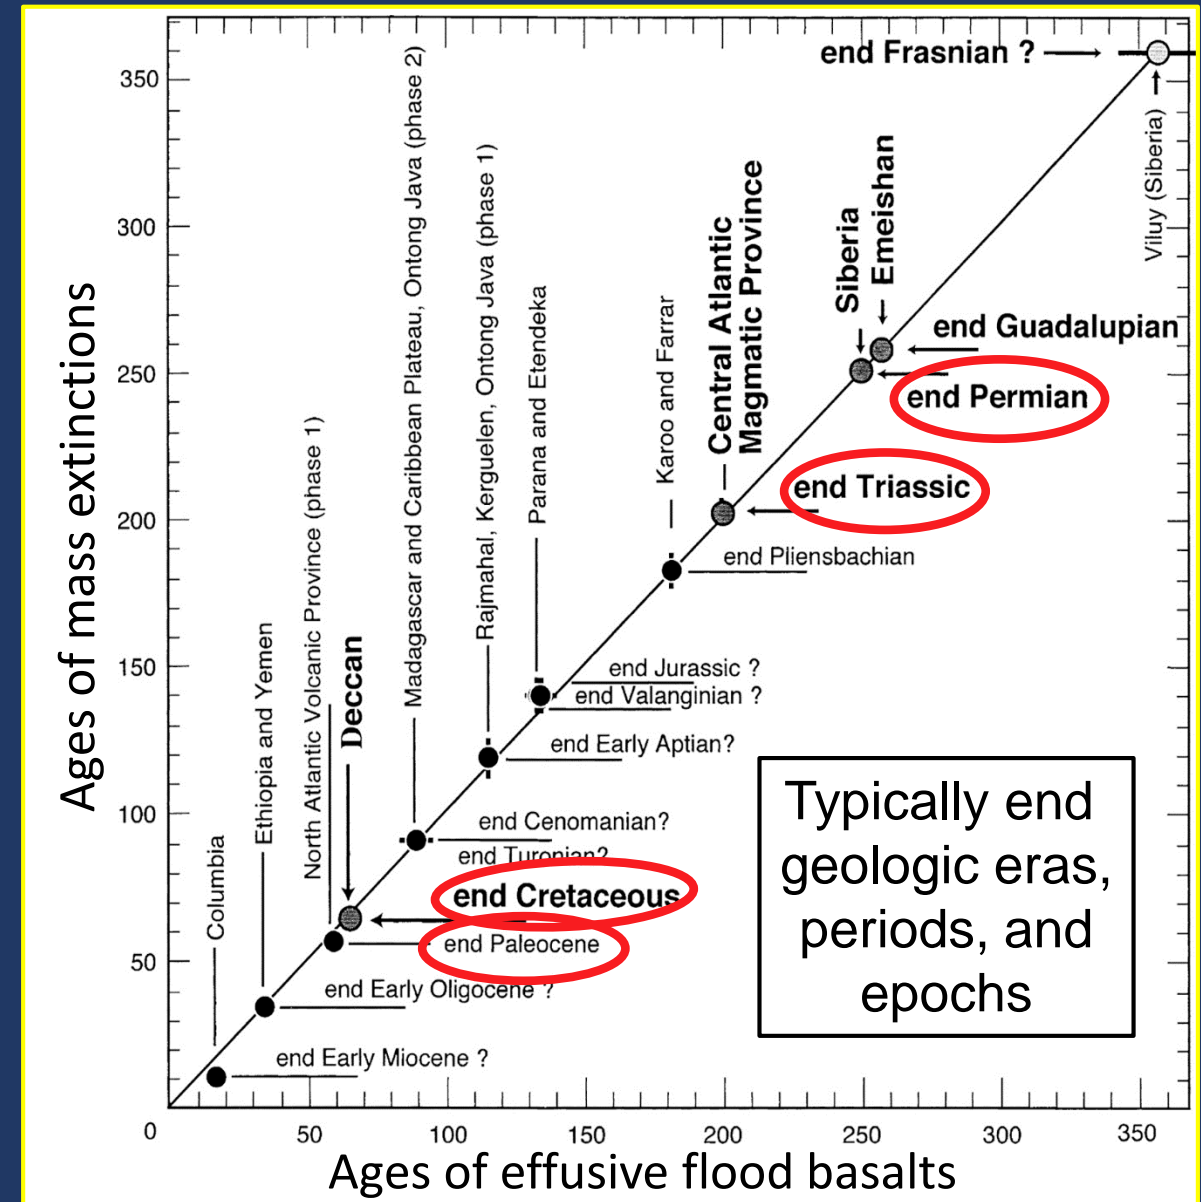 end Frasnian ?
Viluy (Siberia)
Siberia
Emeishan
end Guadalupian
end Permian
Central Atlantic
Magmatic Province
end Triassic
Karoo and Farrar
end Pliensbachian
Parana and Etendeka
end Jurassic ?
end Valanginian ?
Rajmahal, Kerguelen, Ontong Java (phase 1)
end Early Aptian?
Madagascar and Caribbean Plateau, Ontong Java (phase 2)
end Cenomanian?
end Turonian?
Deccan
end Cretaceous
North Atlantic Volcanic Province (phase 1)
end Paleocene
Ethiopia and Yemen
end Early Oligocene ?
Columbia
end Early Miocene ?
Typically end
geologic eras,
periods, and
epochs
Ages of mass extinctions
350
300
250
200
150
100
50
0
0
50
100
150
200
250
300
350
Ages of effusive flood basalts